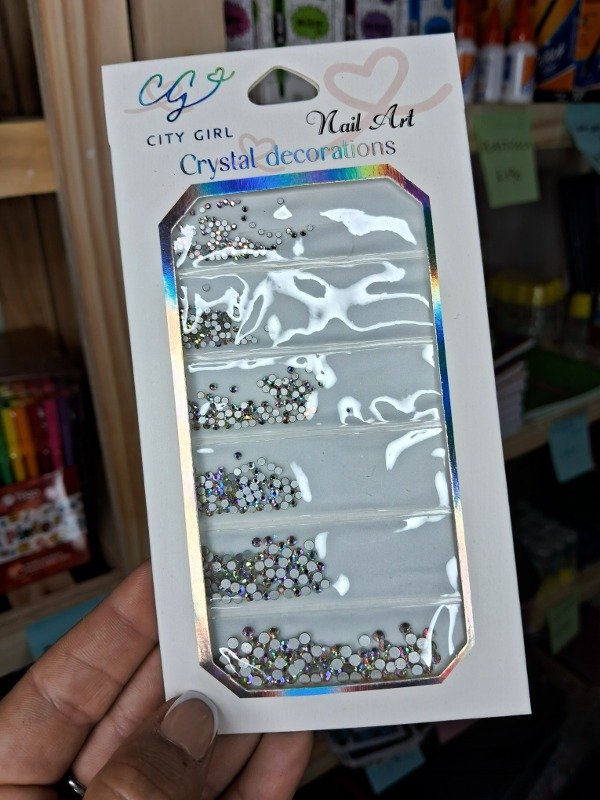 CG
CITY GIRL
Nail Art
Crystal decorations